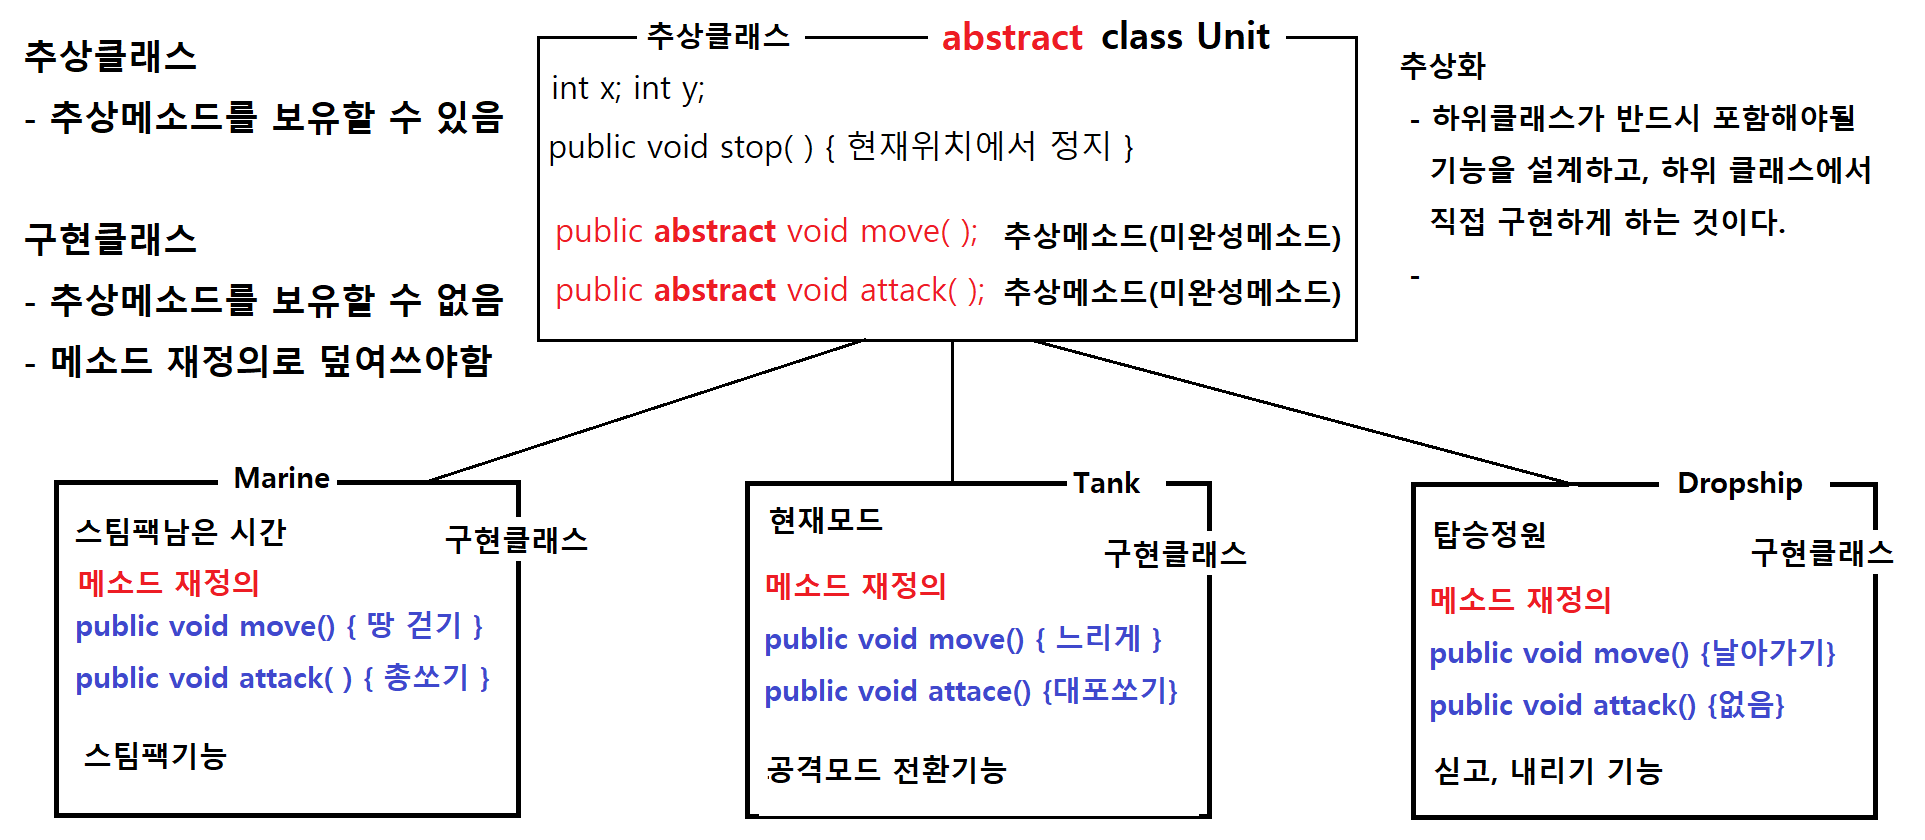 추상클래스
- 추상메소드를 보유할 수 있음
구현클래스
- 추상메소드를 보유할 수 없음
- 메소드 재정의로 덮여쓰야함
추상클래스 abstract class Unit
int x; int y;
public void stop( ) { 현재위치에서 정지 }
public abstract void move( ); 추상메소드(미완성메소드)
public abstract void attack( ); 추상메소드(미완성메소드)
추상화
- 하위클래스가 반드시 포함해야될
기능을 설계하고, 하위 클래스에서
직접 구현하게 하는 것이다.
-
Marine
스팀팩남은 시간
구현클래스
메소드 재정의
public void move() { 땅 걷기 }
public void attack( ) { 총쏘기 }
스팀팩기능
Tank
현재모드
구현클래스
메소드 재정의
public void move() { 느리게 }
public void attace() {대포쏘기}
공격모드 전환기능
Dropship
탑승정원
구현클래스
메소드 재정의
public void move() {날아가기}
public void attack() {없음}
싣고, 내리기 기능